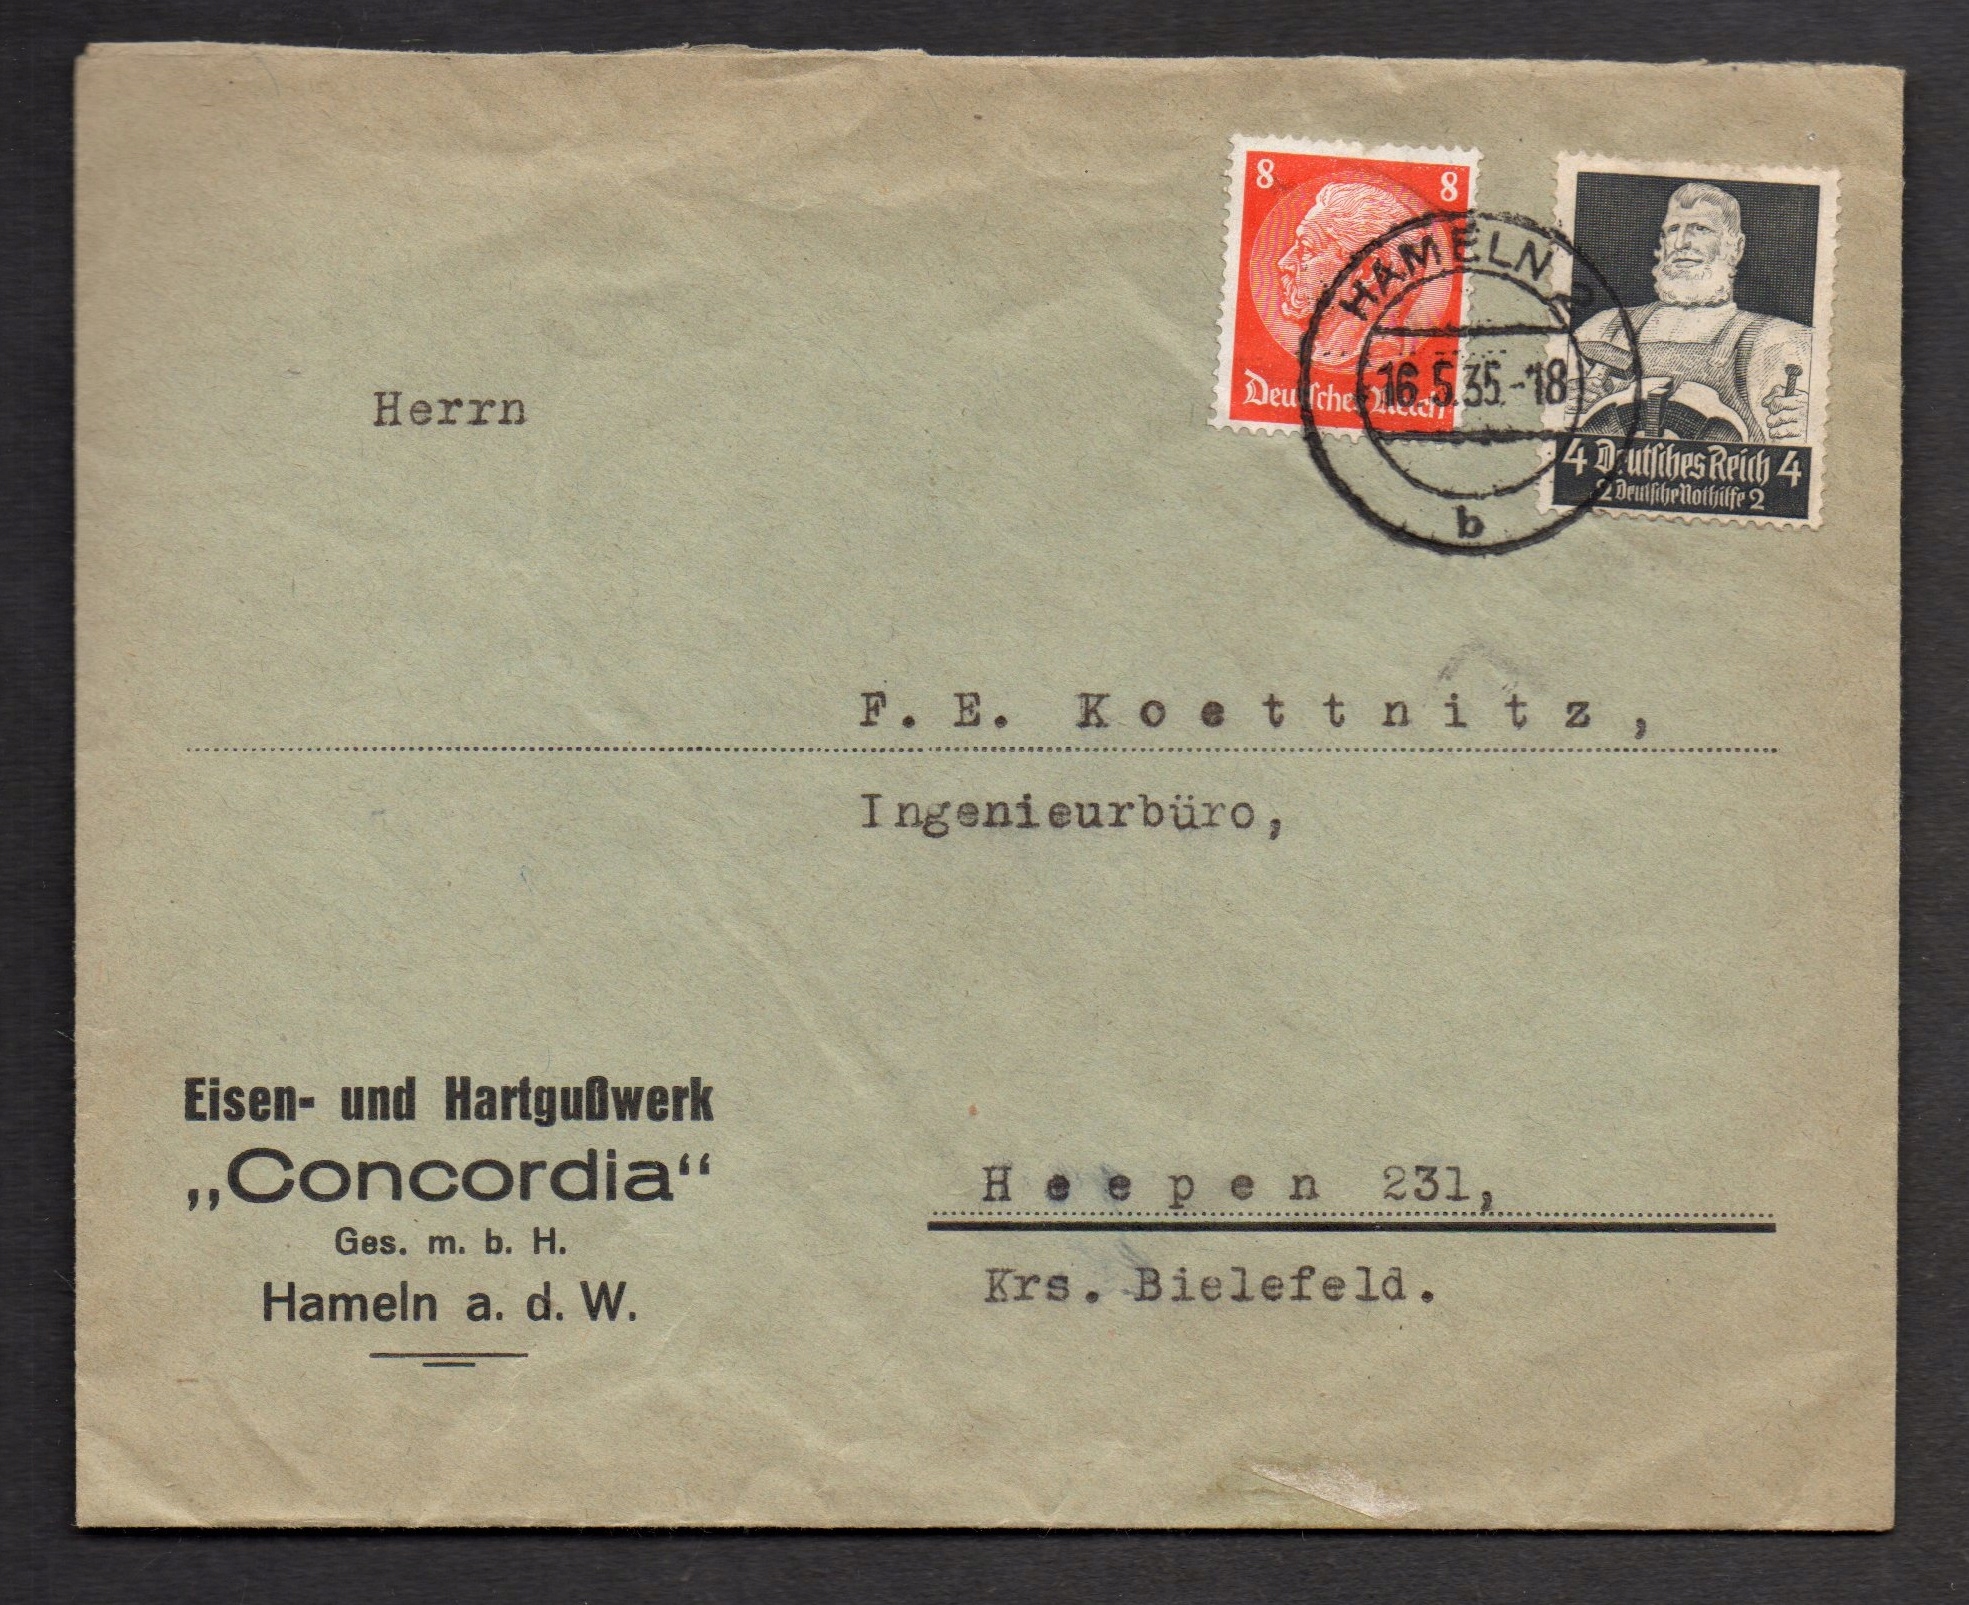 8 8
Deutsches Reich
HAMELN 2
16.5.35.-18
b
4 Deutsches Reich 4
2 Deutsche Nothilfe 2
Herrn
F. E. Koettnitz,
Ingenieurbüro,
Eisen- und Hartgußwerk
„Concordia“
Ges. m. b. H.
Hameln a. d. W.
Heepen 231,
Krs. Bielefeld.